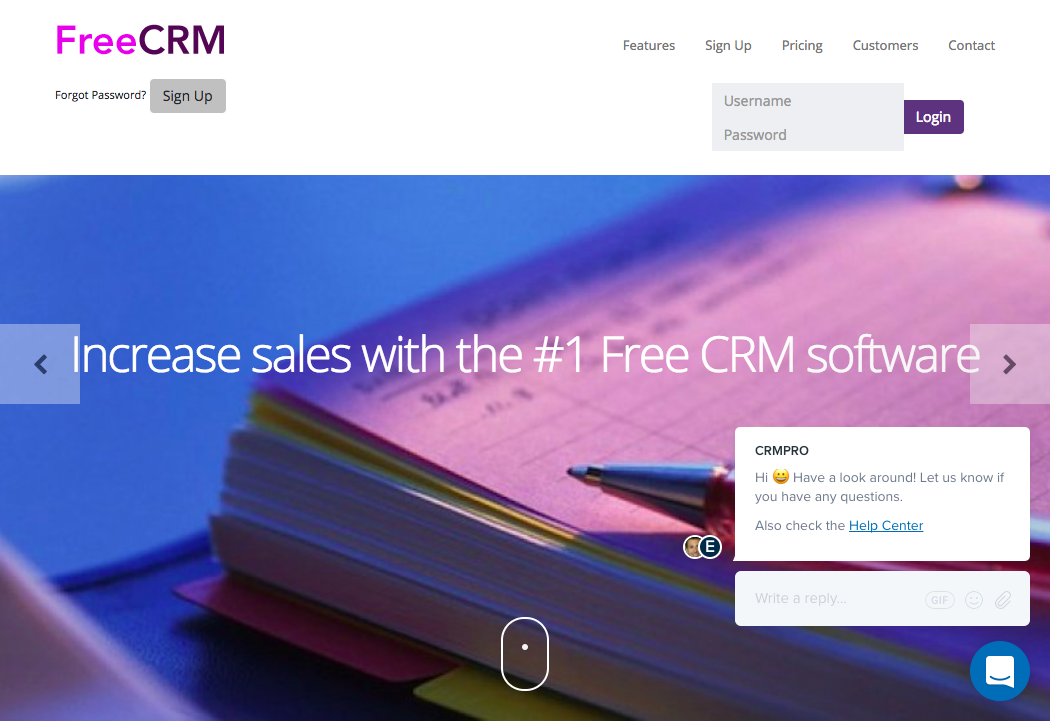 FreeCRM
Features Sign Up Pricing Customers Contact
Forgot Password? Sign Up
Username
Password
Login
Increase sales with the #1 Free CRM software
CRMPRO
Hi 😀 Have a look around! Let us know if
you have any questions.
Also check the Help Center
E
Write a reply...
GIF